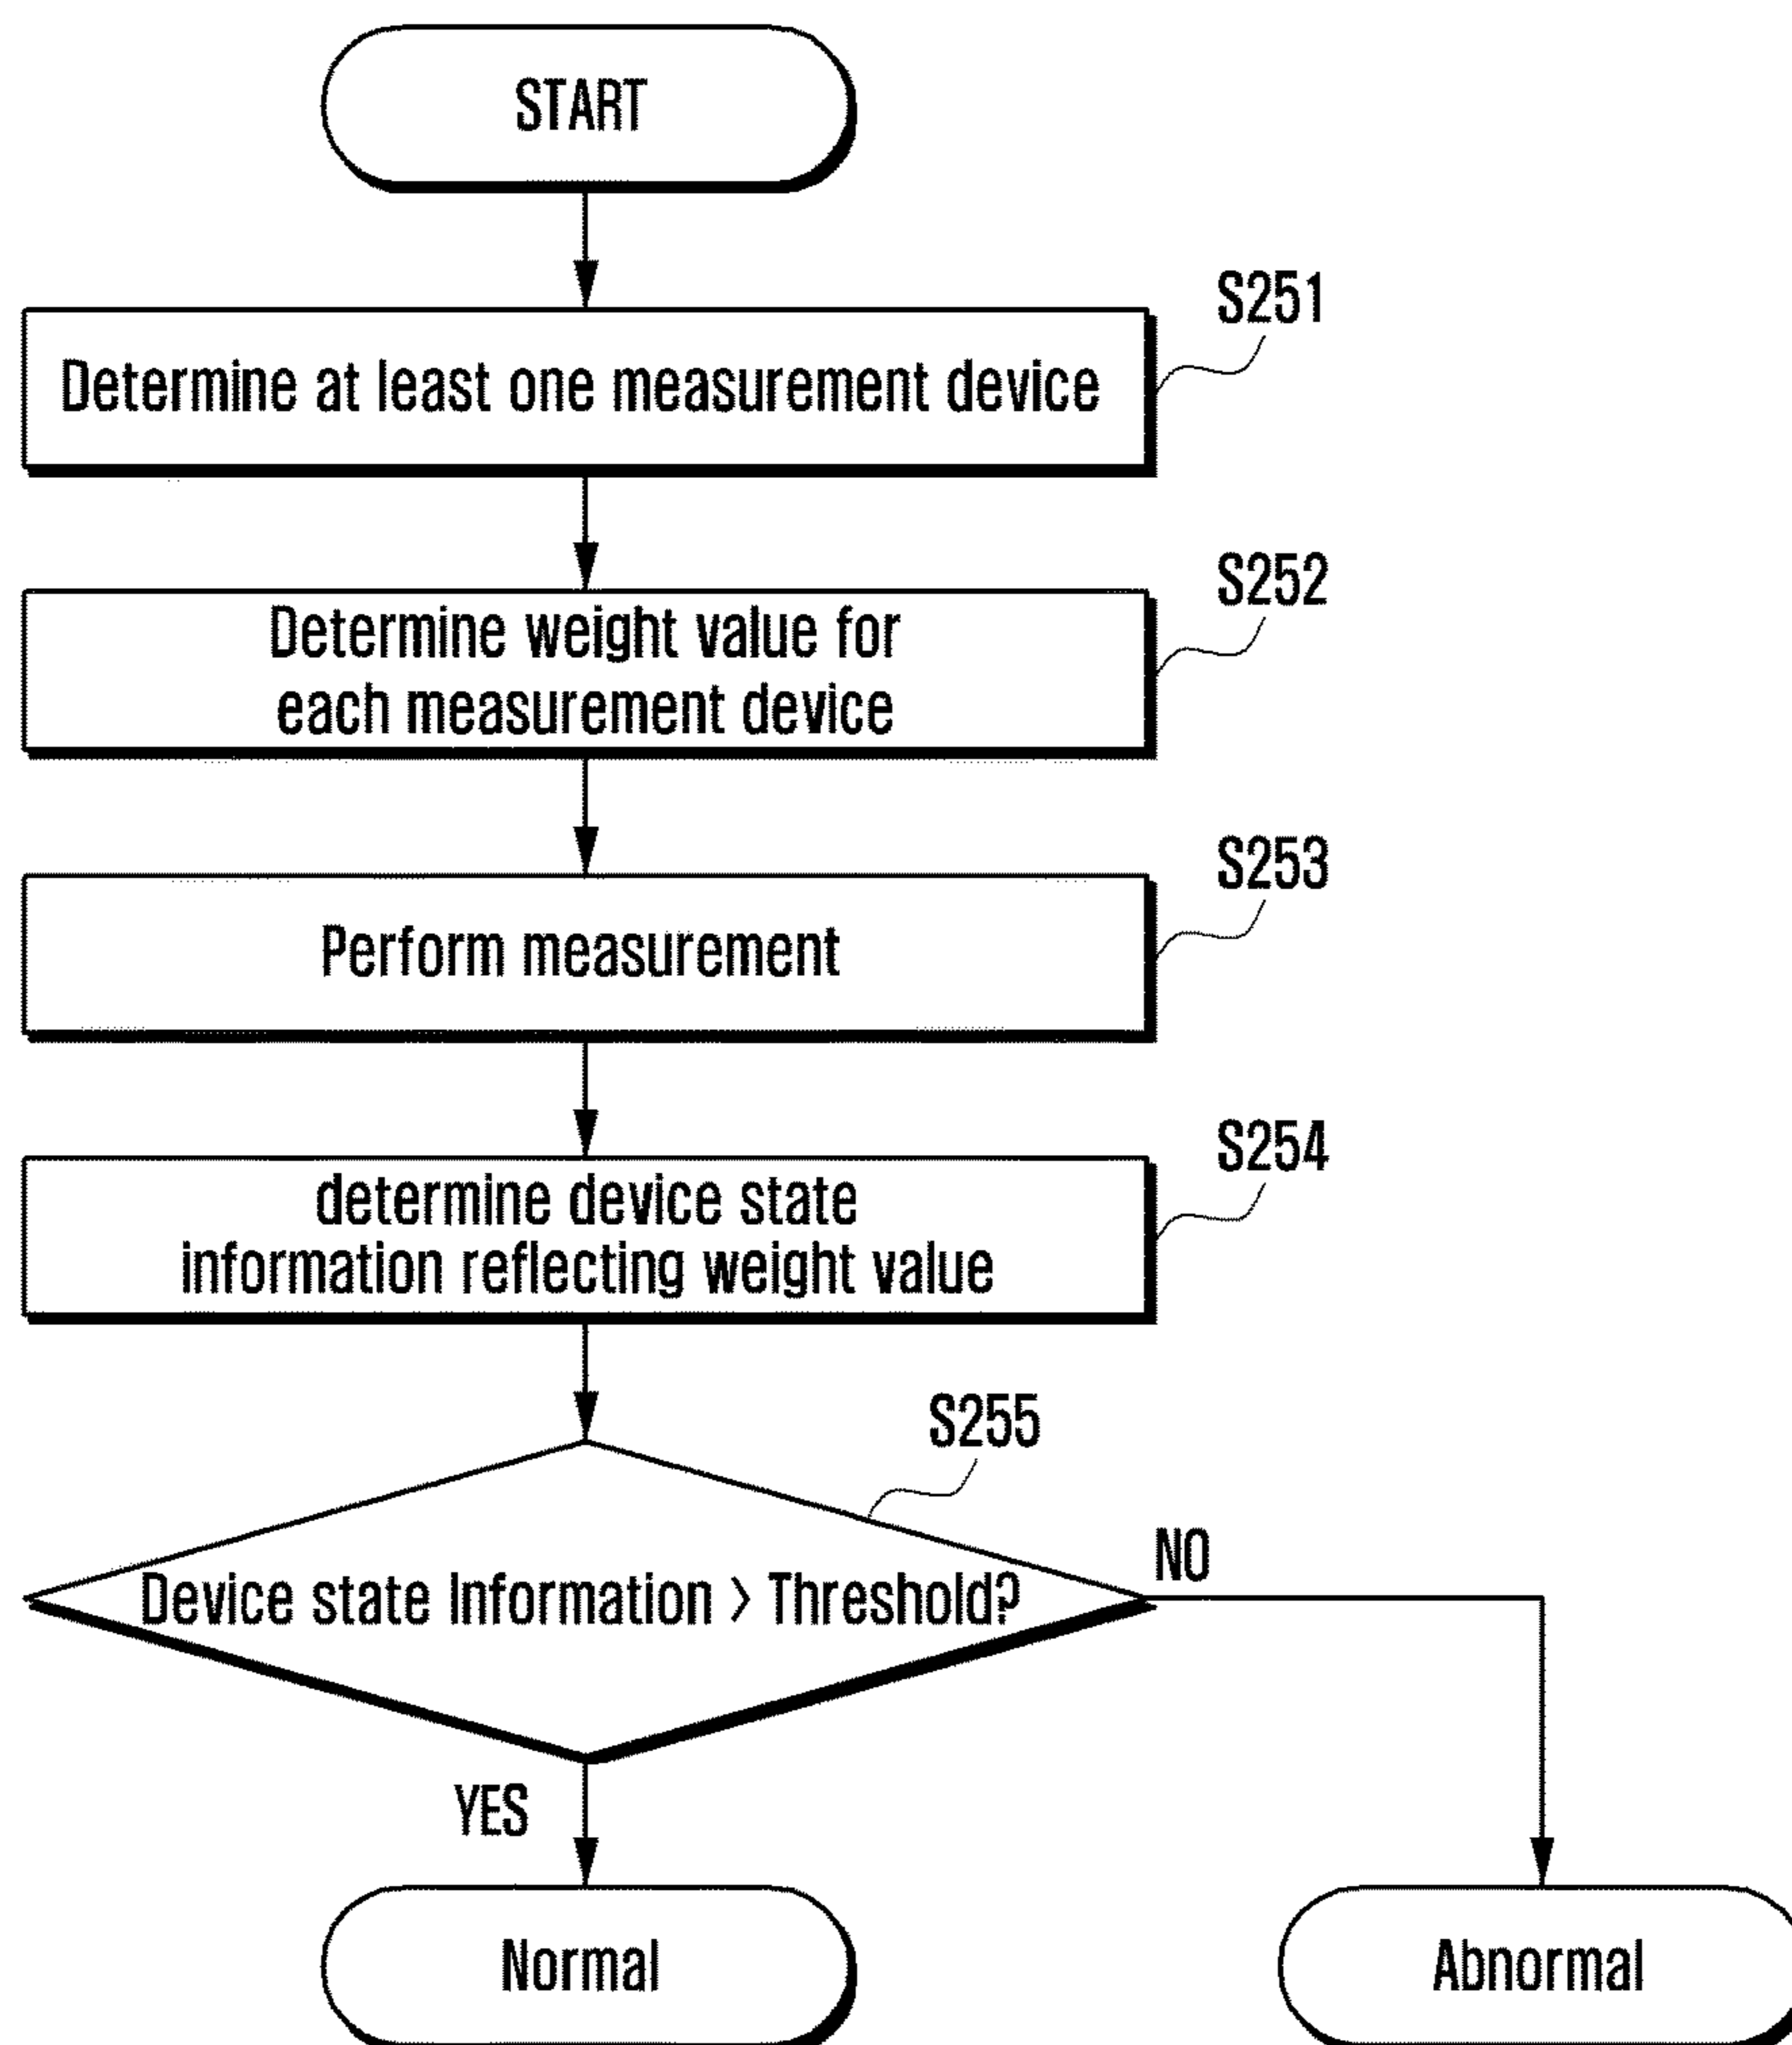 START
S251
Determine at least one measurement device
S252
Determine weight value for
each measurement device
S253
Perform measurement
S254
determine device state
information reflecting weight value
S255
Device state Information > Threshold?
NO
YES
Normal
Abnormal